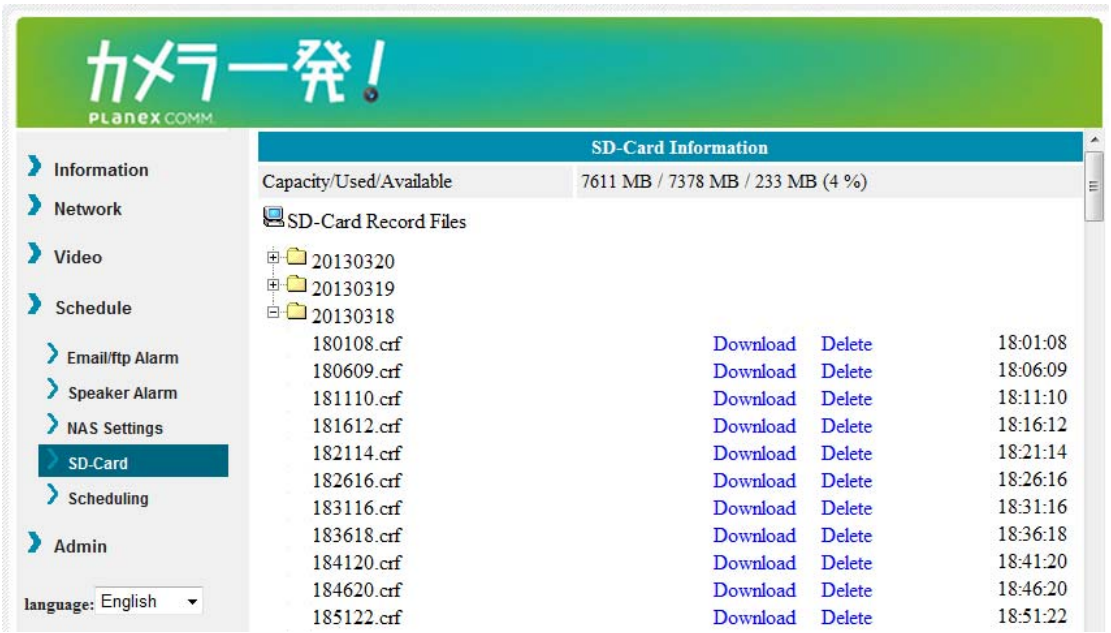 カメラ一発!
PLANEX COMM.
Information
Network
Video
Schedule
Email/ftp Alarm
Speaker Alarm
NAS Settings
SD-Card
Scheduling
Admin
language: English
SD-Card Information
Capacity/Used/Available 7611 MB / 7378 MB / 233 MB (4 %)
SD-Card Record Files
20130320
20130319
20130318
180108.crf Download Delete 18:01:08
180609.crf Download Delete 18:06:09
181110.crf Download Delete 18:11:10
181612.crf Download Delete 18:16:12
182114.crf Download Delete 18:21:14
182616.crf Download Delete 18:26:16
183116.crf Download Delete 18:31:16
183618.crf Download Delete 18:36:18
184120.crf Download Delete 18:41:20
184620.crf Download Delete 18:46:20
185122.crf Download Delete 18:51:22